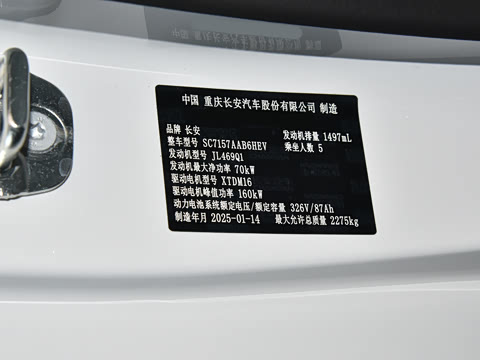 中国 重庆长安汽车股份有限公司 制造
品牌 长安 发动机排量 1497mL
整车型号 SC7157AAB6HEV 乘坐人数 5
发动机型号 JL469Q1
发动机最大净功率 70kW
驱动电机型号 XTDM16
驱动电机峰值功率 160kW
动力电池系统额定电压/额定容量 326V/87Ah
制造年月 2025-01-14 最大允许总质量 2275kg